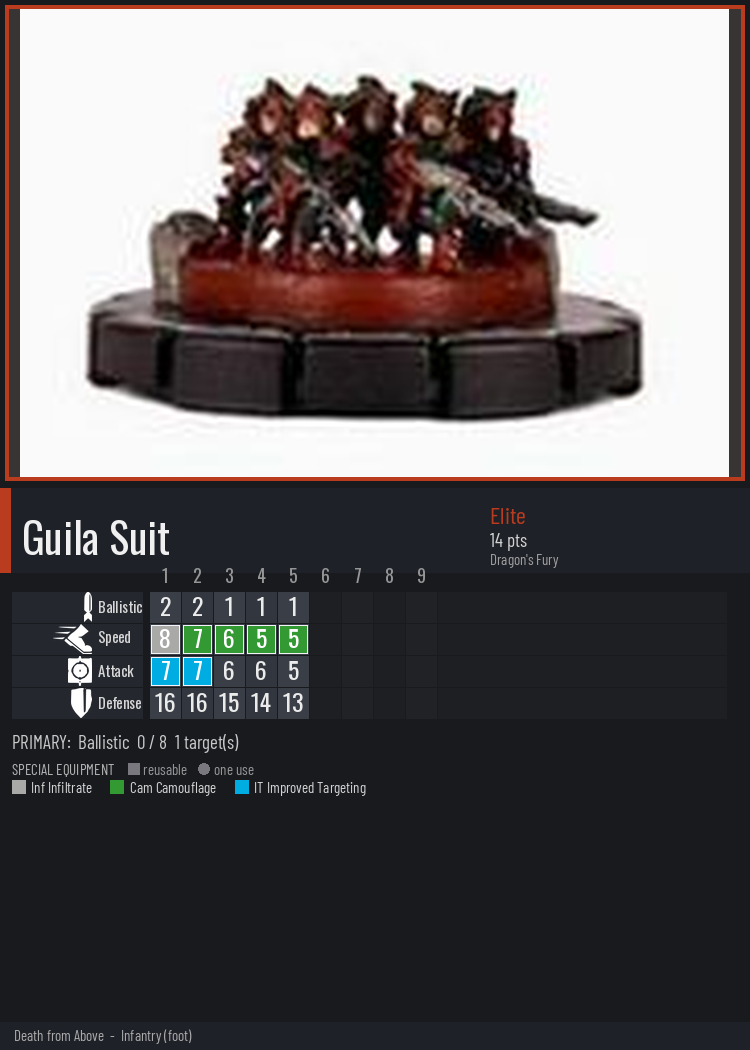 Guila Suit
Elite
14 pts
Dragon's Fury
1 2 3 4 5 6 7 8 9
Ballistic 2 2 1 1 1
Speed 8 7 6 5 5
Attack 7 7 6 6 5
Defense 16 16 15 14 13
PRIMARY: Ballistic 0 / 8 1 target(s)
SPECIAL EQUIPMENT reusable one use
Inf Infiltrate Cam Camouflage IT Improved Targeting
Death from Above - Infantry (foot)